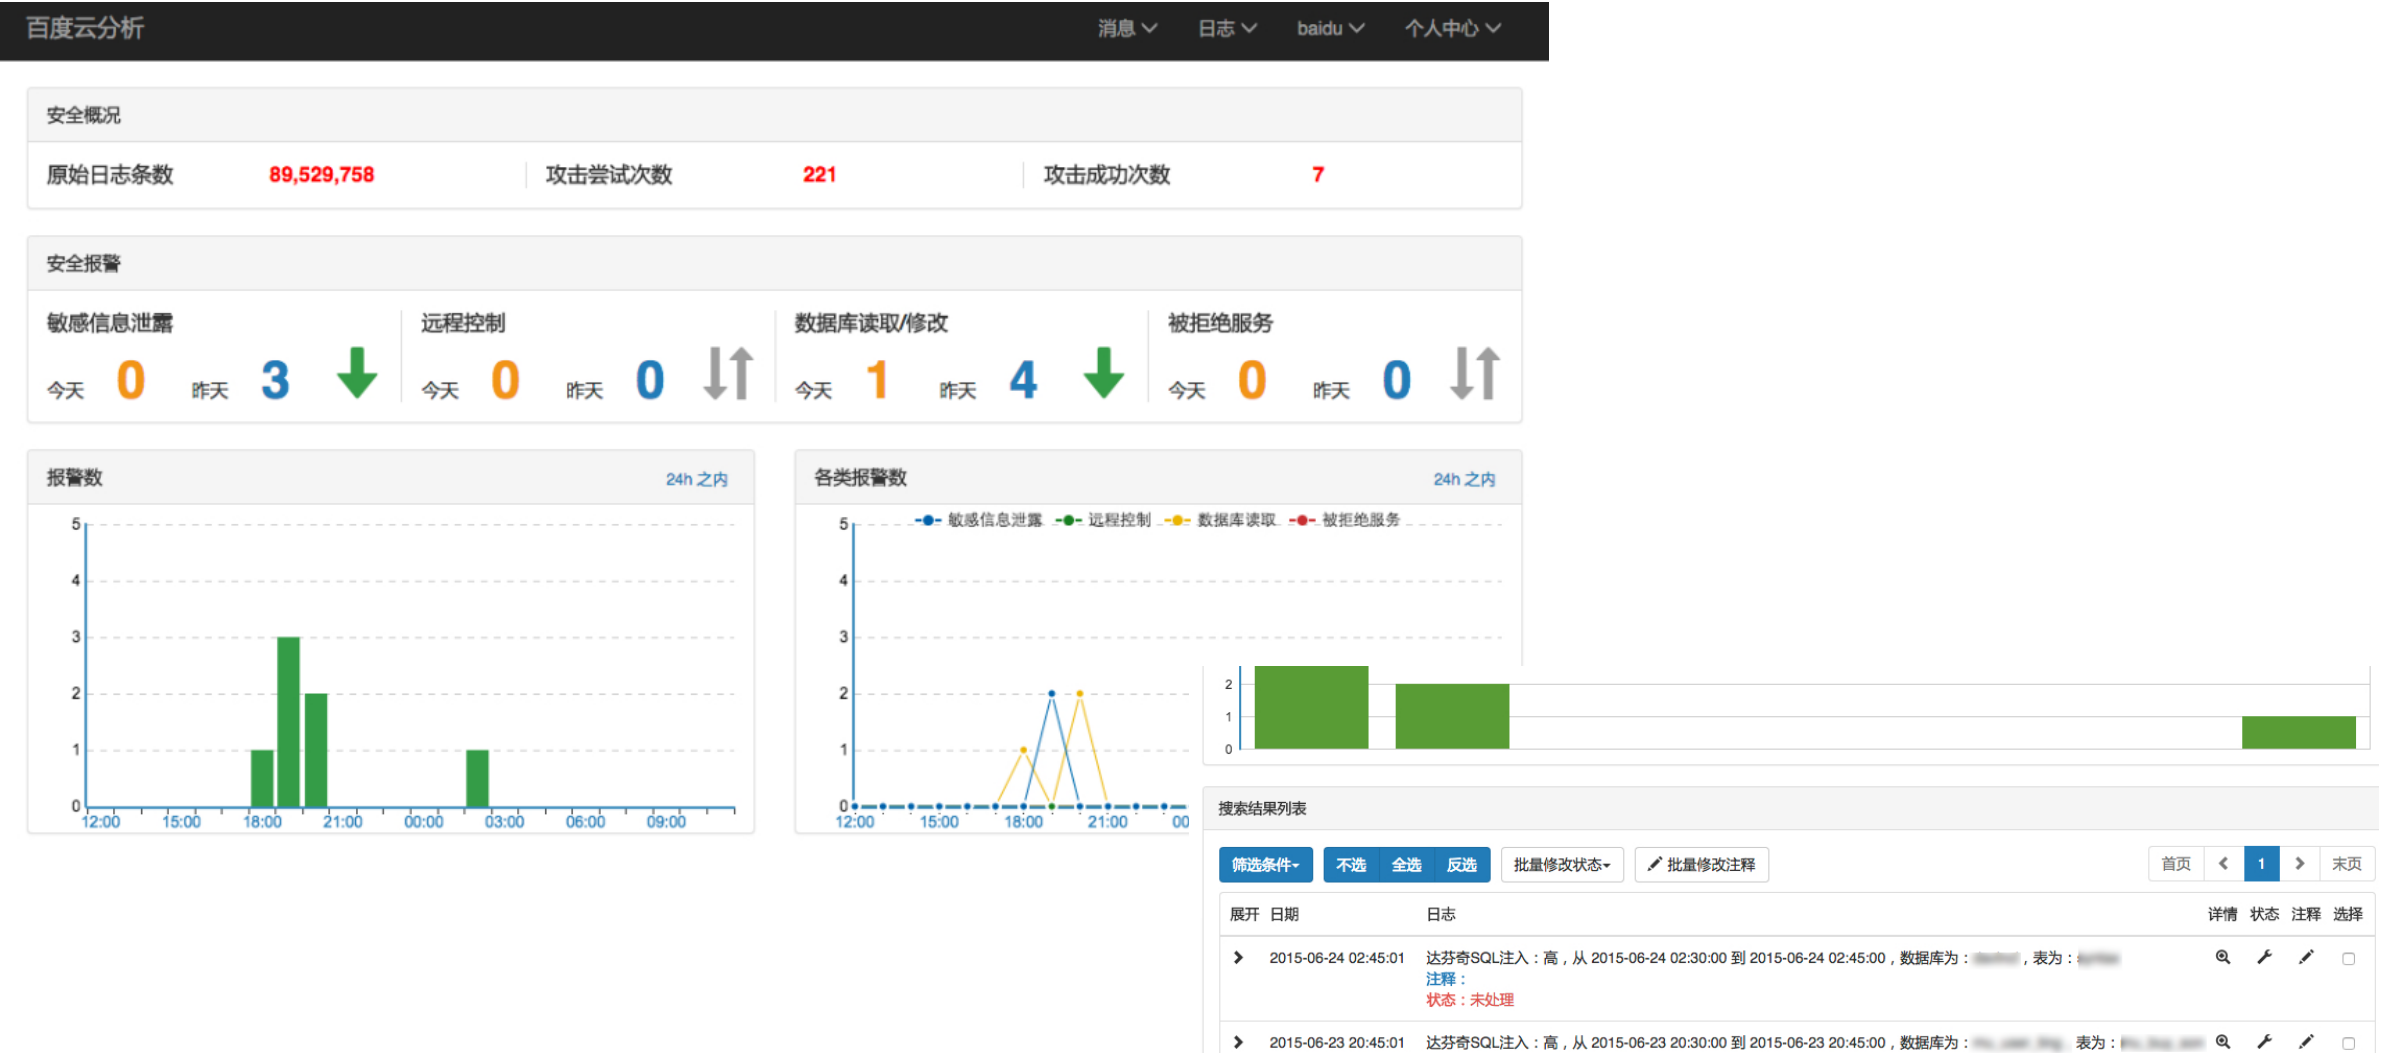 百度云分析
消息 日志 baidu 个人中心
安全概况
原始日志条数 89,529,758 攻击尝试次数 221 攻击成功次数 7
安全报警
敏感信息泄露 远程控制 数据库读取/修改 被拒绝服务
今天 0 昨天 3 今天 0 昨天 0 今天 1 昨天 4 今天 0 昨天 0
报警数 24h 之内
5
4
3
2
1
0
12:00 15:00 18:00 21:00 00:00 03:00 06:00 09:00
各类报警数 24h 之内
敏感信息泄露 远程控制 数据库读取 被拒绝服务
5
4
3
2
1
0
12:00 15:00 18:00 21:00 00
2
1
0
搜索结果列表
筛选条件 不选 全选 反选 批量修改状态 批量修改注释 首页 1 末页
展开 日期 日志 详情 状态 注释 选择
2015-06-24 02:45:01 达芬奇SQL注入：高，从 2015-06-24 02:30:00 到 2015-06-24 02:45:00，数据库为： ，表为：
注释：
状态：未处理
2015-06-23 20:45:01 达芬奇SQL注入：高，从 2015-06-23 20:30:00 到 2015-06-23 20:45:00，数据库为： 表为：